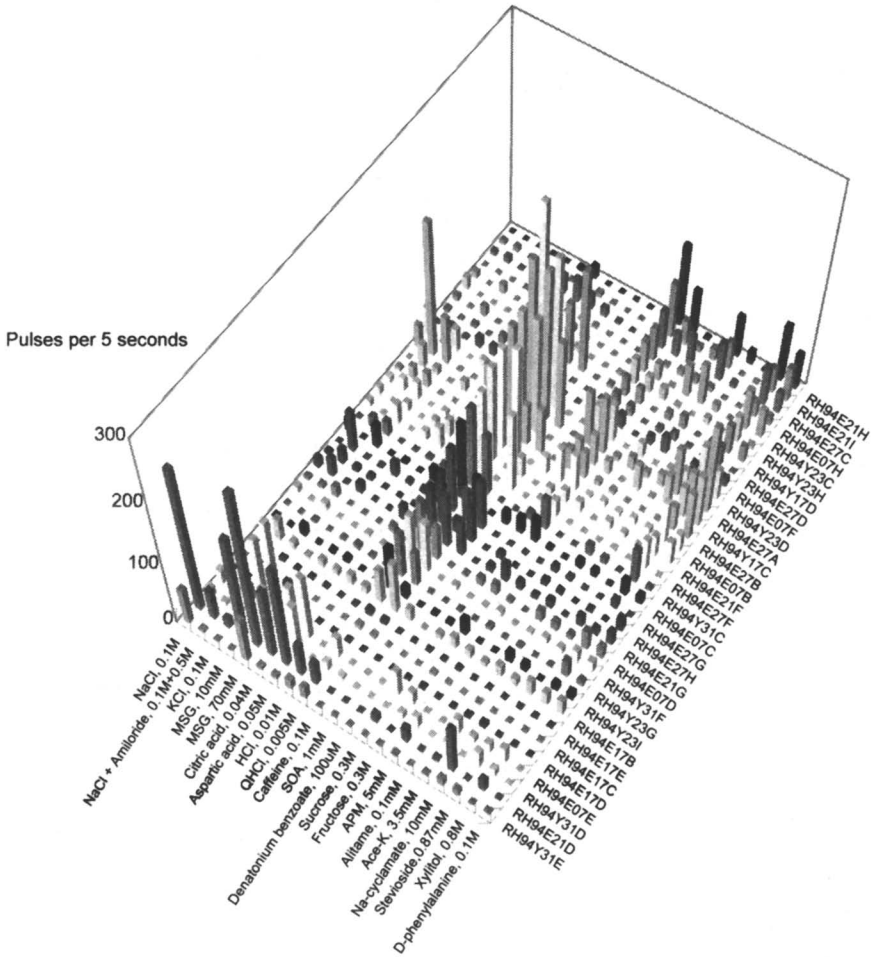 Pulses per 5 seconds
300
200
100
0
NaCl, 0.1M
NaCl + Amiloride, 0.1M+0.5M
KCl, 0.1M
MSG, 10mM
MSG, 70mM
Citric acid, 0.04M
Aspartic acid, 0.05M
HCl, 0.01M
QHCl, 0.005M
Caffeine, 0.1M
SOA, 1mM
Denatonium benzoate, 100uM
Sucrose, 0.3M
Fructose, 0.3M
APM, 5mM
Alitame, 0.1mM
Ace-K, 3.5mM
Na-cyclamate, 10mM
Stevioside,0.87mM
Xylitol, 0.8M
D-phenylalanine, 0.1M
RH94E21H
RH94E21I
RH94E27C
RH94E07H
RH94Y23C
RH94Y23H
RH94Y17D
RH94E27D
RH94E07F
RH94Y23D
RH94E27A
RH94Y17C
RH94E27B
RH94E07B
RH94E21F
RH94E27F
RH94Y31C
RH94E07C
RH94E27G
RH94E27H
RH94E21G
RH94E07D
RH94Y31F
RH94Y23G
RH94Y23I
RH94E17B
RH94E17E
RH94E17C
RH94E17D
RH94E07E
RH94Y31D
RH94E21D
RH94Y31E